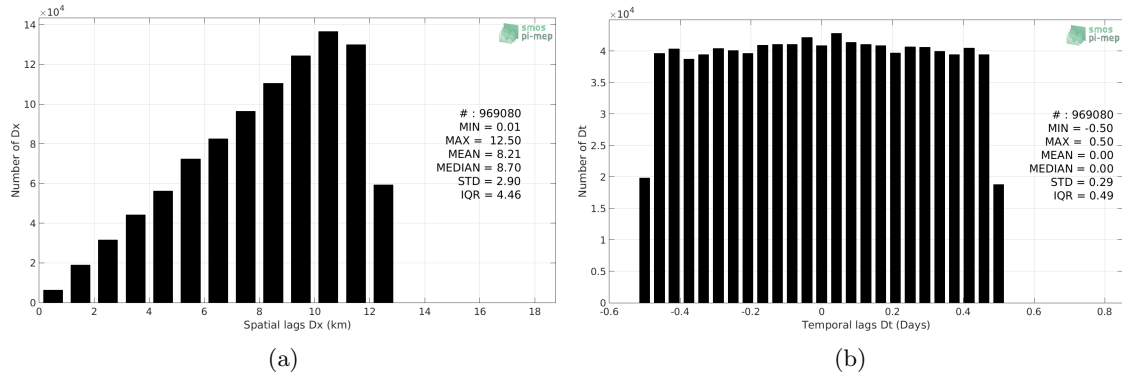 ×10⁴
14
12
10
8
6
4
2
0
Number of Dx
0 2 4 6 8 10 12 14 16 18
Spatial lags Dx (km)
smos
pi-mep
# : 969080
MIN = 0.01
MAX = 12.50
MEAN = 8.21
MEDIAN = 8.70
STD = 2.90
IQR = 4.46
(a)
×10⁴
4
3.5
3
2.5
2
1.5
1
0.5
0
Number of Dt
-0.6 -0.4 -0.2 0 0.2 0.4 0.6 0.8
Temporal lags Dt (Days)
smos
pi-mep
# : 969080
MIN = -0.50
MAX = 0.50
MEAN = 0.00
MEDIAN = 0.00
STD = 0.29
IQR = 0.49
(b)